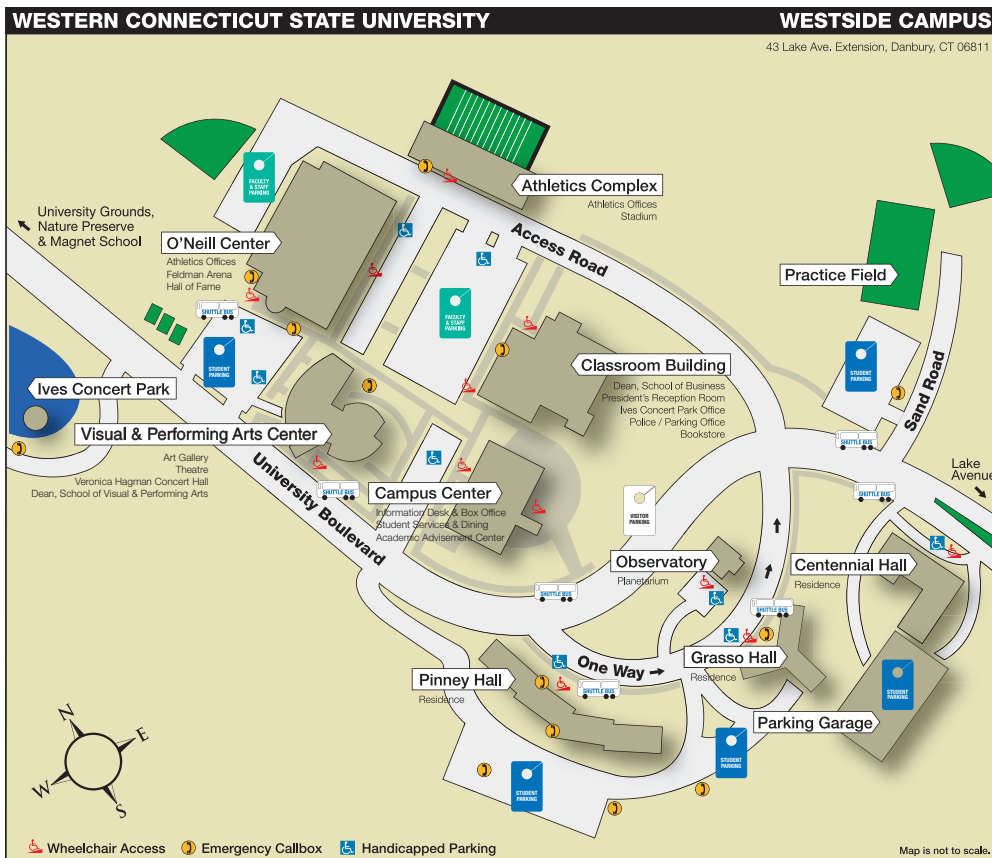 WESTERN CONNECTICUT STATE UNIVERSITY
WESTSIDE CAMPUS
43 Lake Ave. Extension, Danbury, CT 06811
FACULTY
& STAFF
PARKING
Athletics Complex
Athletics Offices
Stadium
University Grounds,
Nature Preserve
& Magnet School
O'Neill Center
Athletics Offices
Feldman Arena
Hall of Fame
Access Road
Practice Field
SHUTTLE BUS
FACULTY
& STAFF
PARKING
STUDENT
PARKING
Classroom Building
Dean, School of Business
President's Reception Room
Ives Concert Park Office
Police / Parking Office
Bookstore
STUDENT
PARKING
Sand Road
Ives Concert Park
Visual & Performing Arts Center
Art Gallery
Theatre
Veronica Hagman Concert Hall
Dean, School of Visual & Performing Arts
SHUTTLE BUS
University Boulevard
SHUTTLE BUS
Lake
Avenue
SHUTTLE BUS
Campus Center
Information Desk & Box Office
Student Services & Dining
Academic Advisement Center
VISITOR
PARKING
Observatory
Planetarium
Centennial Hall
Residence
SHUTTLE BUS
SHUTTLE BUS
One Way
Grasso Hall
Residence
Pinney Hall
Residence
SHUTTLE BUS
STUDENT
PARKING
Parking Garage
STUDENT
PARKING
STUDENT
PARKING
N
E
W
S
Wheelchair Access
Emergency Callbox
Handicapped Parking
Map is not to scale.